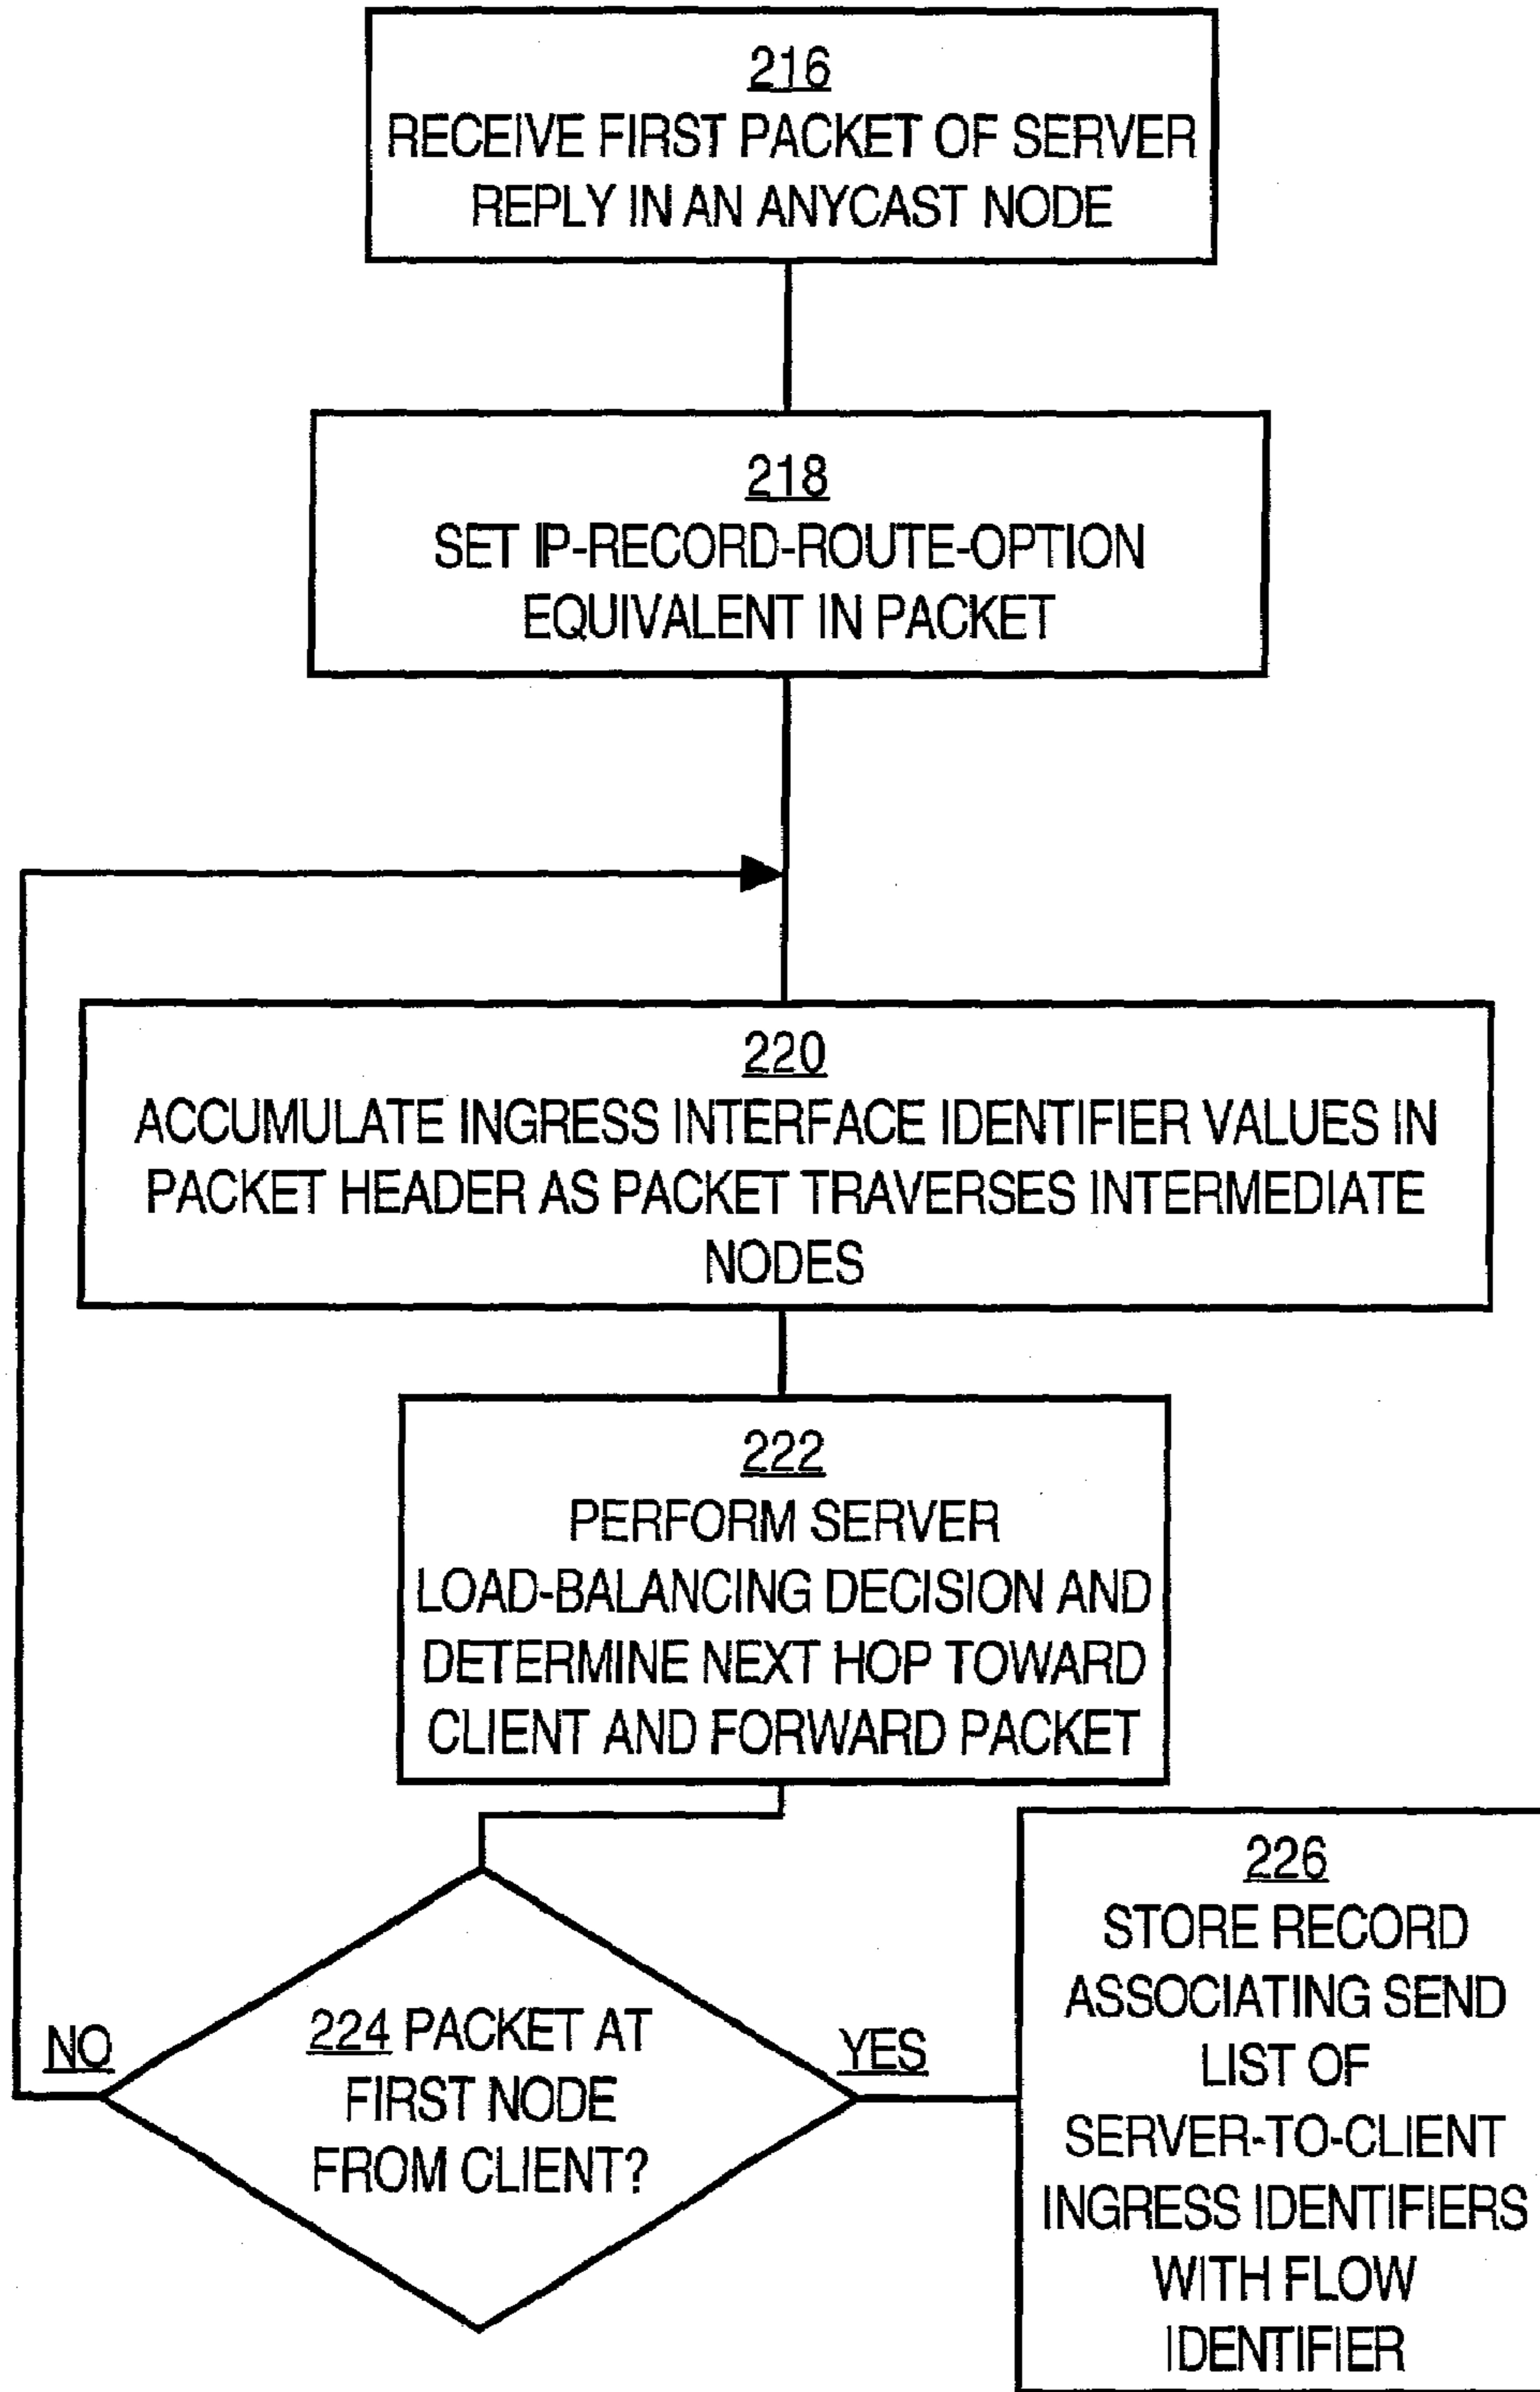 216
RECEIVE FIRST PACKET OF SERVER
REPLY IN AN ANYCAST NODE
218
SET IP-RECORD-ROUTE-OPTION
EQUIVALENT IN PACKET
220
ACCUMULATE INGRESS INTERFACE IDENTIFIER VALUES IN
PACKET HEADER AS PACKET TRAVERSES INTERMEDIATE
NODES
222
PERFORM SERVER
LOAD-BALANCING DECISION AND
DETERMINE NEXT HOP TOWARD
CLIENT AND FORWARD PACKET
224 PACKET AT
FIRST NODE
FROM CLIENT?
NO
YES
226
STORE RECORD
ASSOCIATING SEND
LIST OF
SERVER-TO-CLIENT
INGRESS IDENTIFIERS
WITH FLOW
IDENTIFIER